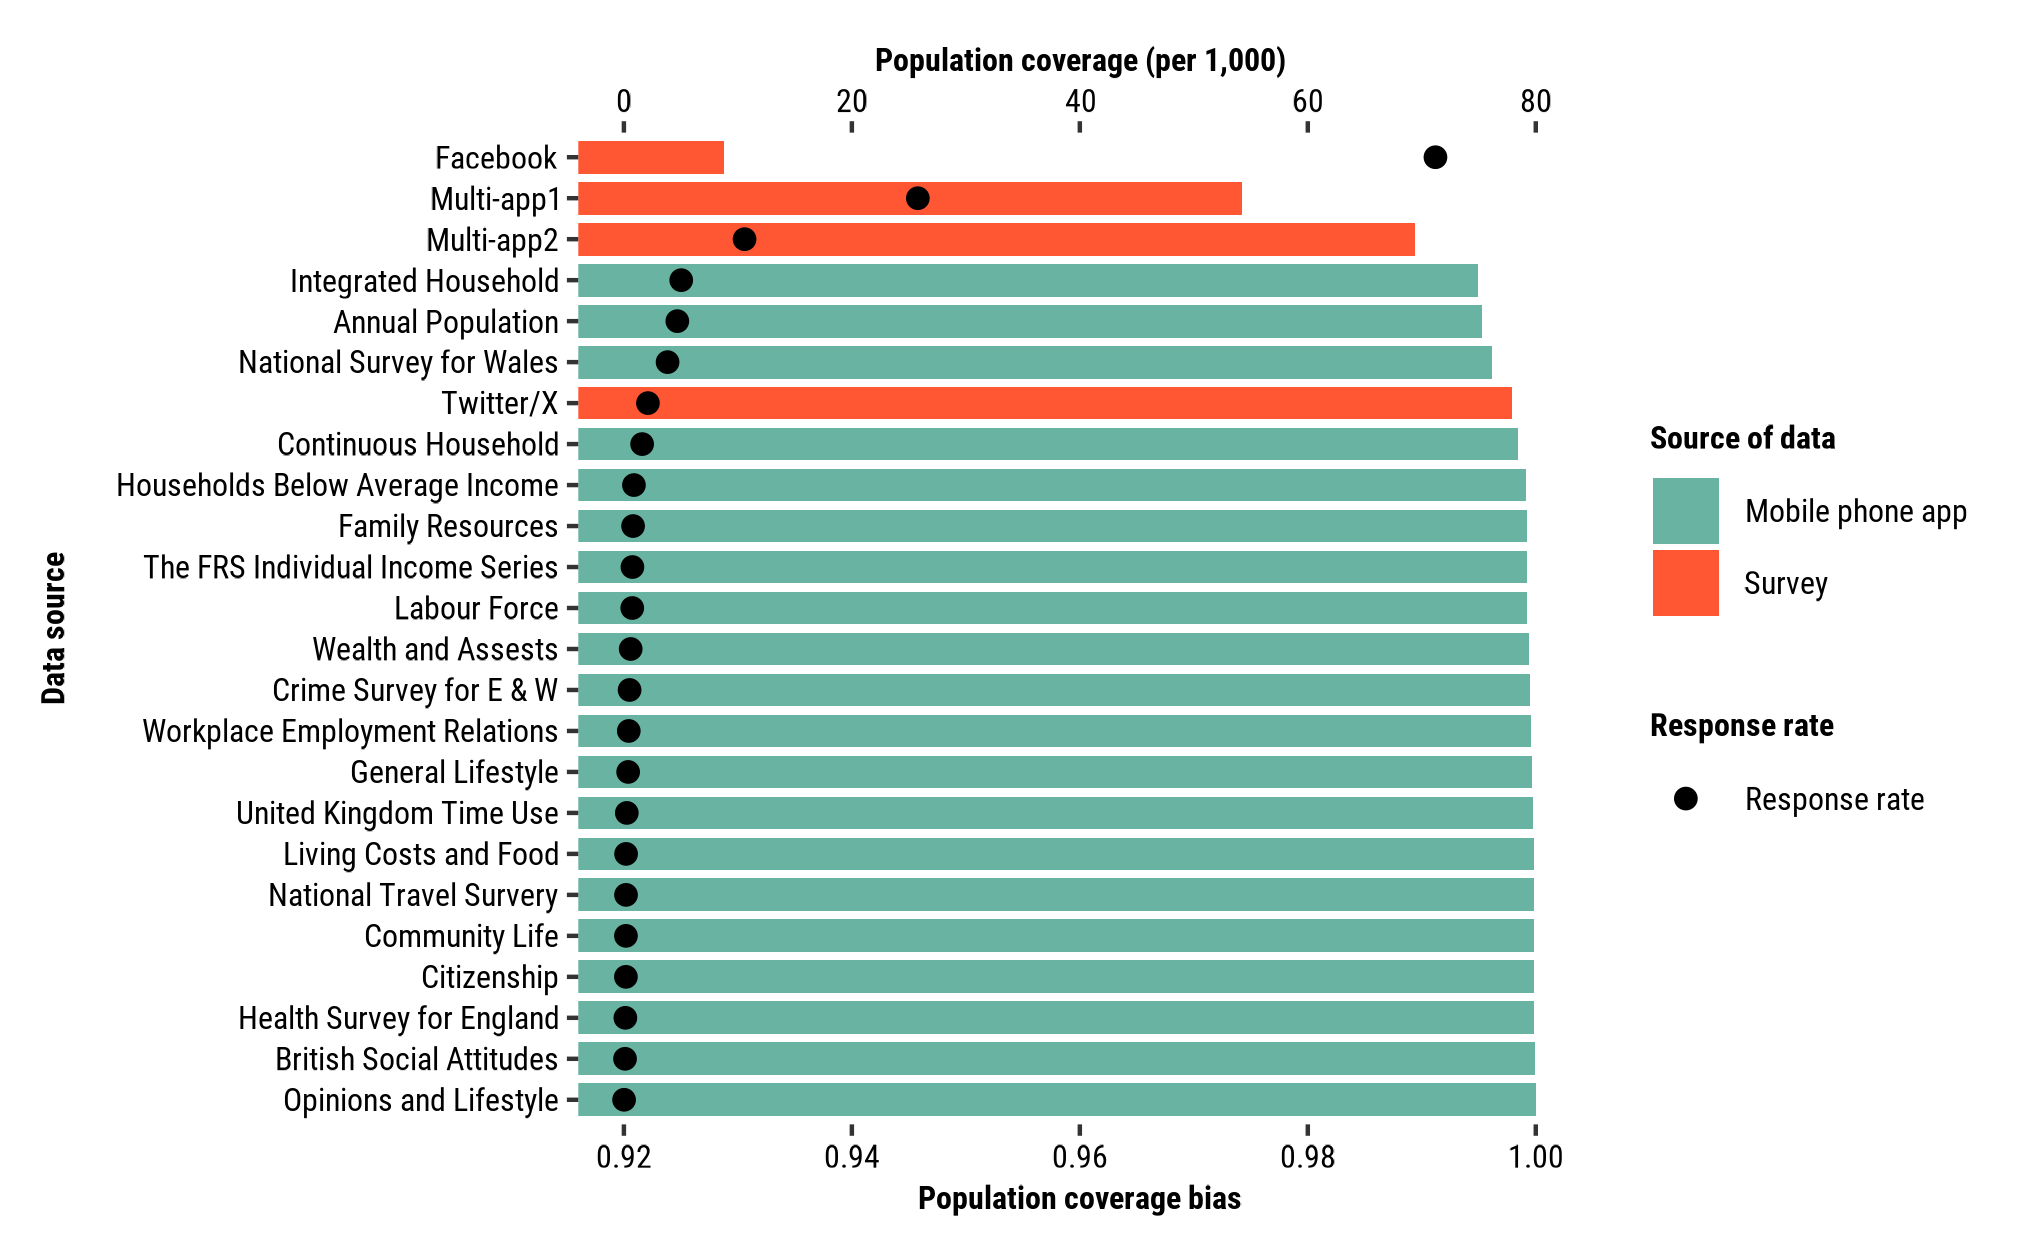 Population coverage (per 1,000)
0 20 40 60 80
Facebook
Multi-app1
Multi-app2
Integrated Household
Annual Population
National Survey for Wales
Twitter/X
Continuous Household
Households Below Average Income
Family Resources
The FRS Individual Income Series
Labour Force
Wealth and Assests
Crime Survey for E & W
Workplace Employment Relations
General Lifestyle
United Kingdom Time Use
Living Costs and Food
National Travel Survery
Community Life
Citizenship
Health Survey for England
British Social Attitudes
Opinions and Lifestyle
Data source
0.92 0.94 0.96 0.98 1.00
Population coverage bias
Source of data
Mobile phone app
Survey
Response rate
Response rate